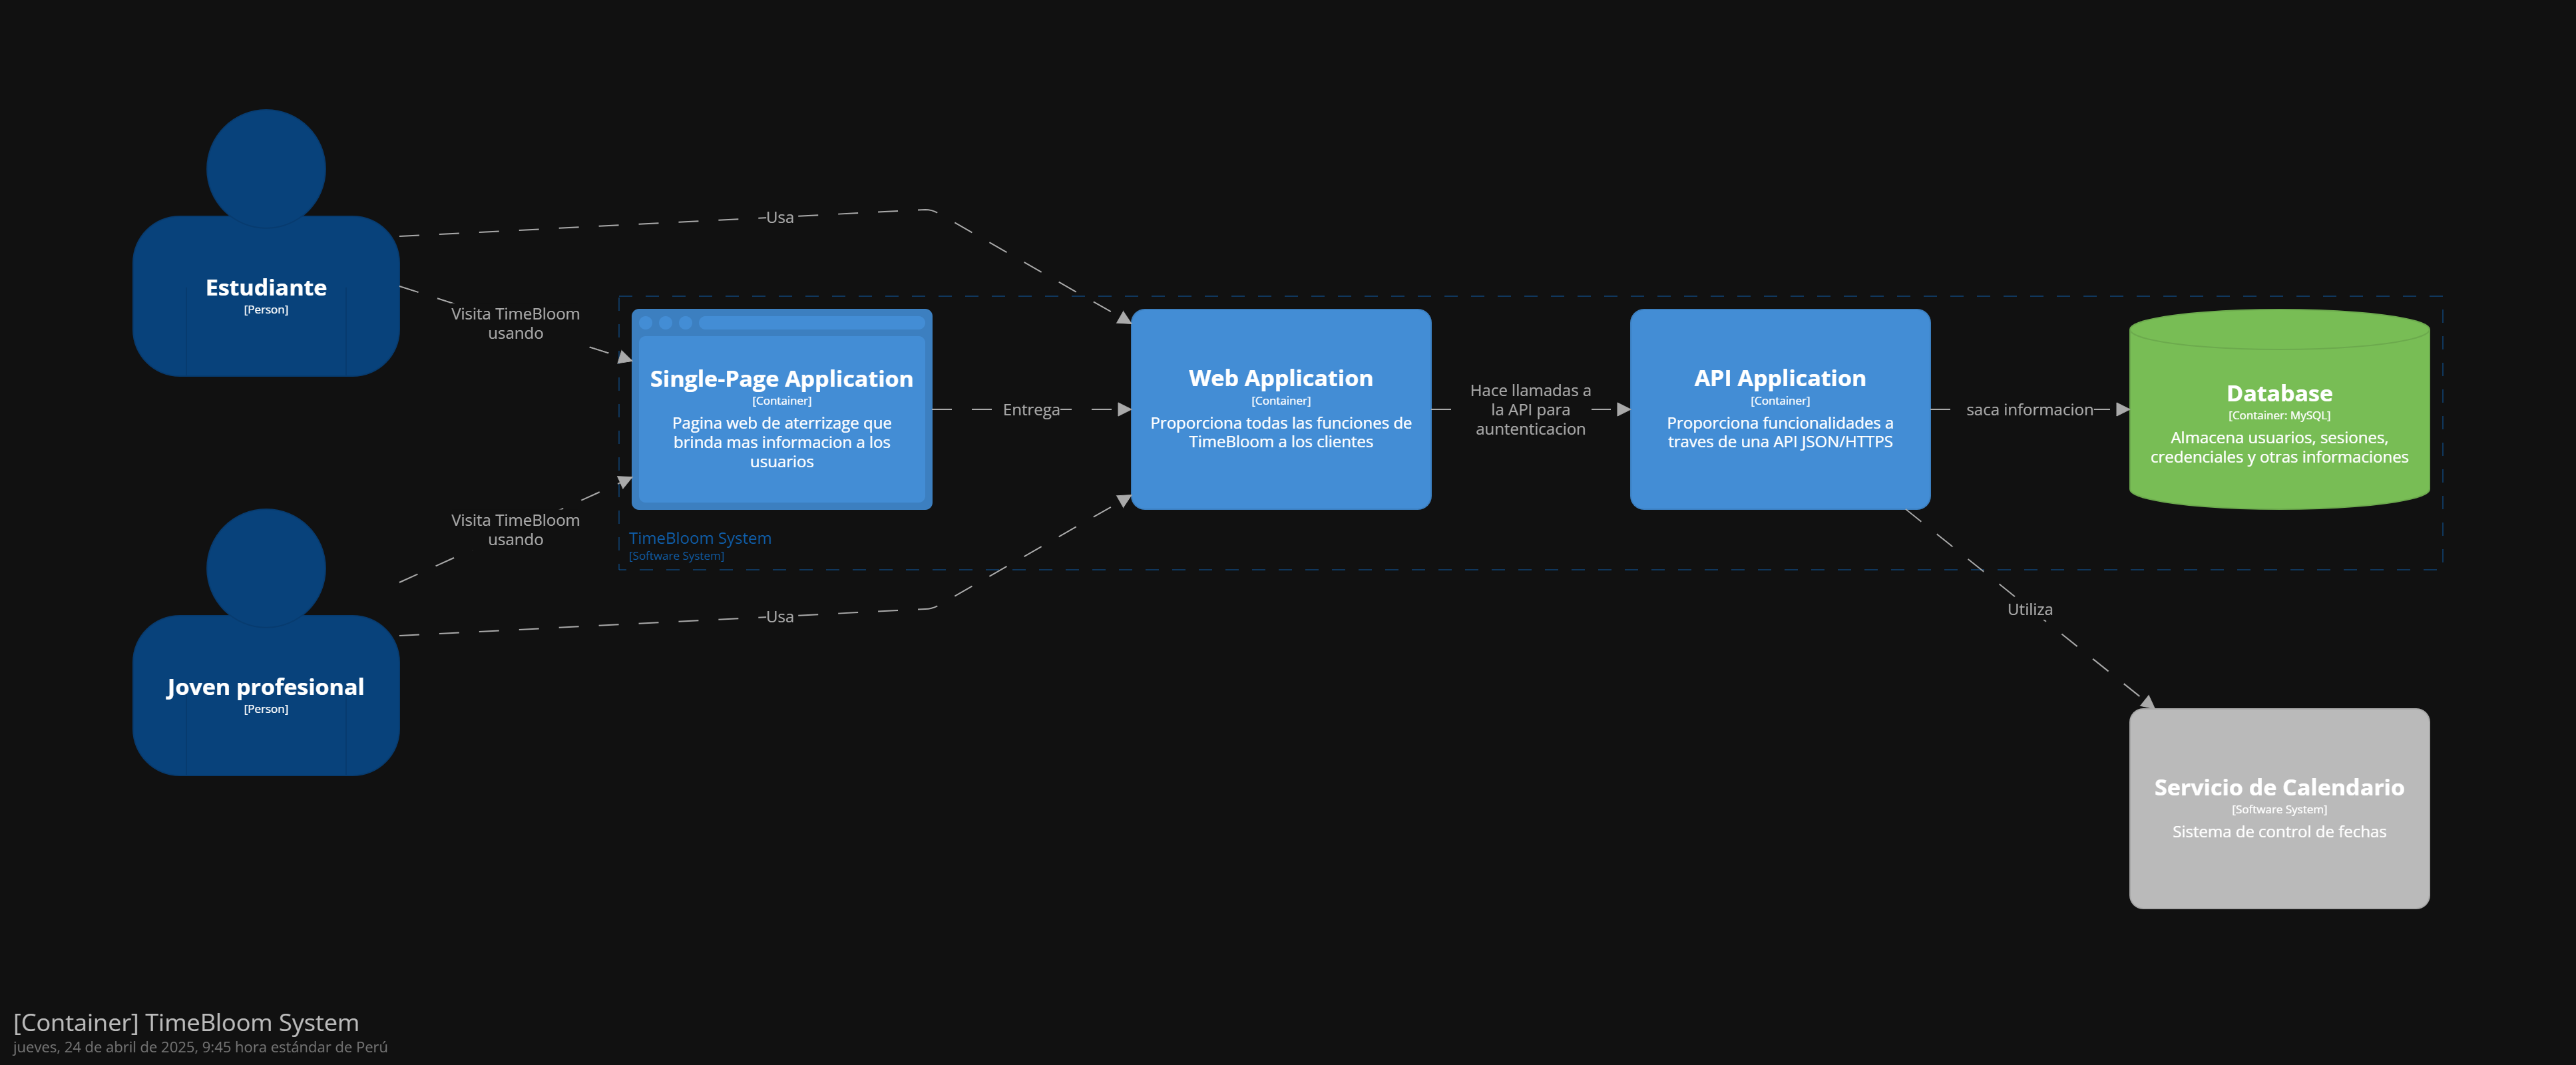 Usa
Estudiante
[Person]
Visita TimeBloom
usando
Single-Page Application
[Container]
Pagina web de aterrizage que
brinda mas informacion a los
usuarios
Entrega
Web Application
[Container]
Proporciona todas las funciones de
TimeBloom a los clientes
Hace llamadas a
la API para
auntenticacion
API Application
[Container]
Proporciona funcionalidades a
traves de una API JSON/HTTPS
saca informacion
Database
[Container: MySQL]
Almacena usuarios, sesiones,
credenciales y otras informaciones
Visita TimeBloom
usando
TimeBloom System
[Software System]
Usa
Utiliza
Joven profesional
[Person]
Servicio de Calendario
[Software System]
Sistema de control de fechas
[Container] TimeBloom System
jueves, 24 de abril de 2025, 9:45 hora estándar de Perú